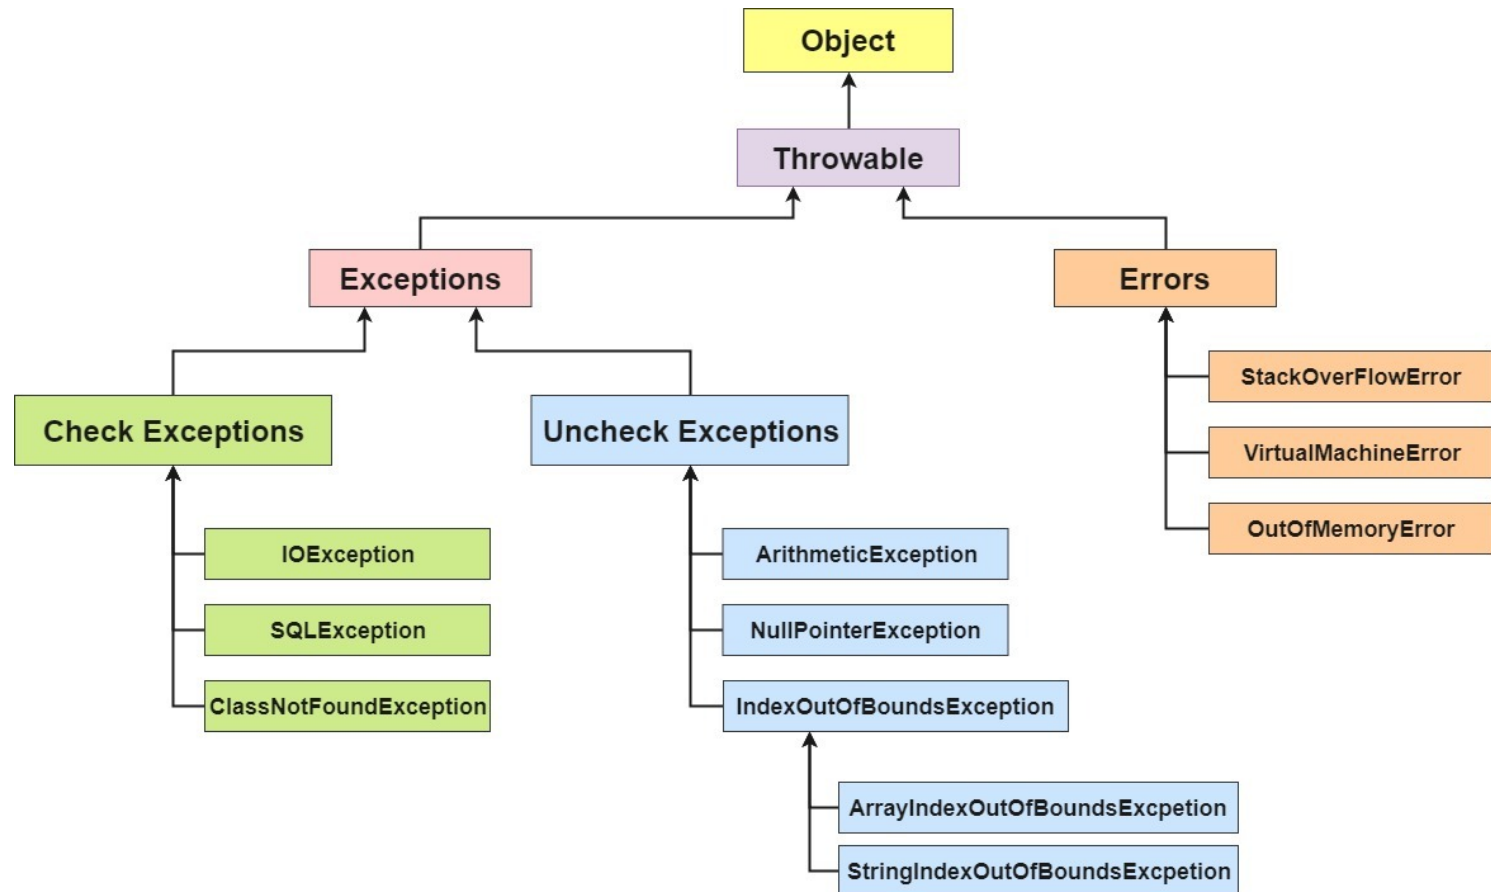 Object
Throwable
Exceptions
Errors
StackOverFlowError
VirtualMachineError
OutOfMemoryError
Check Exceptions
Uncheck Exceptions
IOException
SQLException
ClassNotFoundException
ArithmeticException
NullPointerException
IndexOutOfBoundsException
ArrayIndexOutOfBoundsExcpetion
StringIndexOutOfBoundsExcpetion